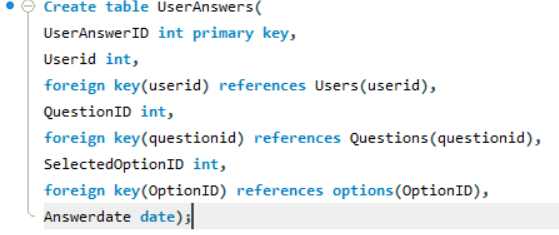 Create table UserAnswers(
UserAnswerID int primary key,
Userid int,
foreign key(userid) references Users(userid),
QuestionID int,
foreign key(questionid) references Questions(questionid),
SelectedOptionID int,
foreign key(OptionID) references options(OptionID),
Answerdate date);